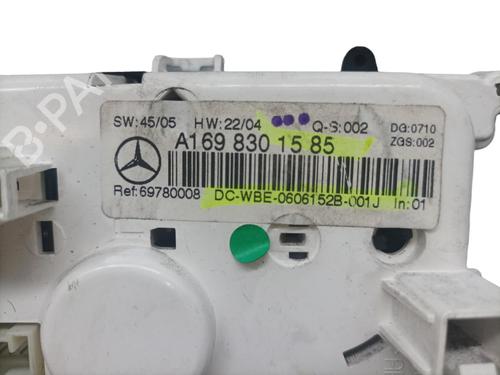 SW:45/05 HW:22/04 Q-S:002 DG:0710
ZGS:002
A169 830 15 85
Ref:69780008 DC-WBE-0606152B-001J In:01
B-PARTS